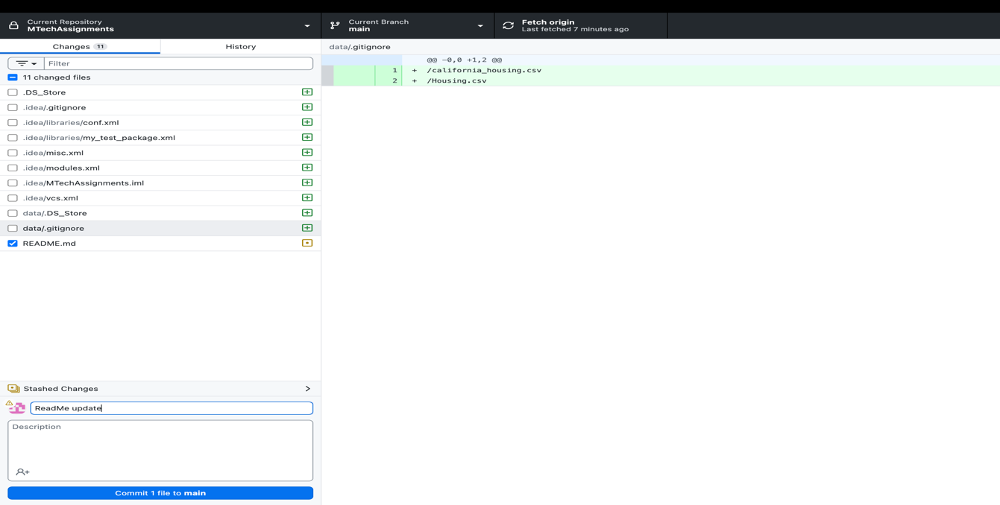 Current Repository
MTechAssignments
Current Branch
main
Fetch origin
Last fetched 7 minutes ago
Changes 11
History
Filter
11 changed files
.DS_Store
.idea/.gitignore
.idea/libraries/conf.xml
.idea/libraries/my_test_package.xml
.idea/misc.xml
.idea/modules.xml
.idea/MTechAssignments.iml
.idea/vcs.xml
data/.DS_Store
data/.gitignore
README.md
Stashed Changes
ReadMe update
Description
Commit 1 file to main
data/.gitignore
@@ -0,0 +1,2 @@
1 + /california_housing.csv
2 + /Housing.csv